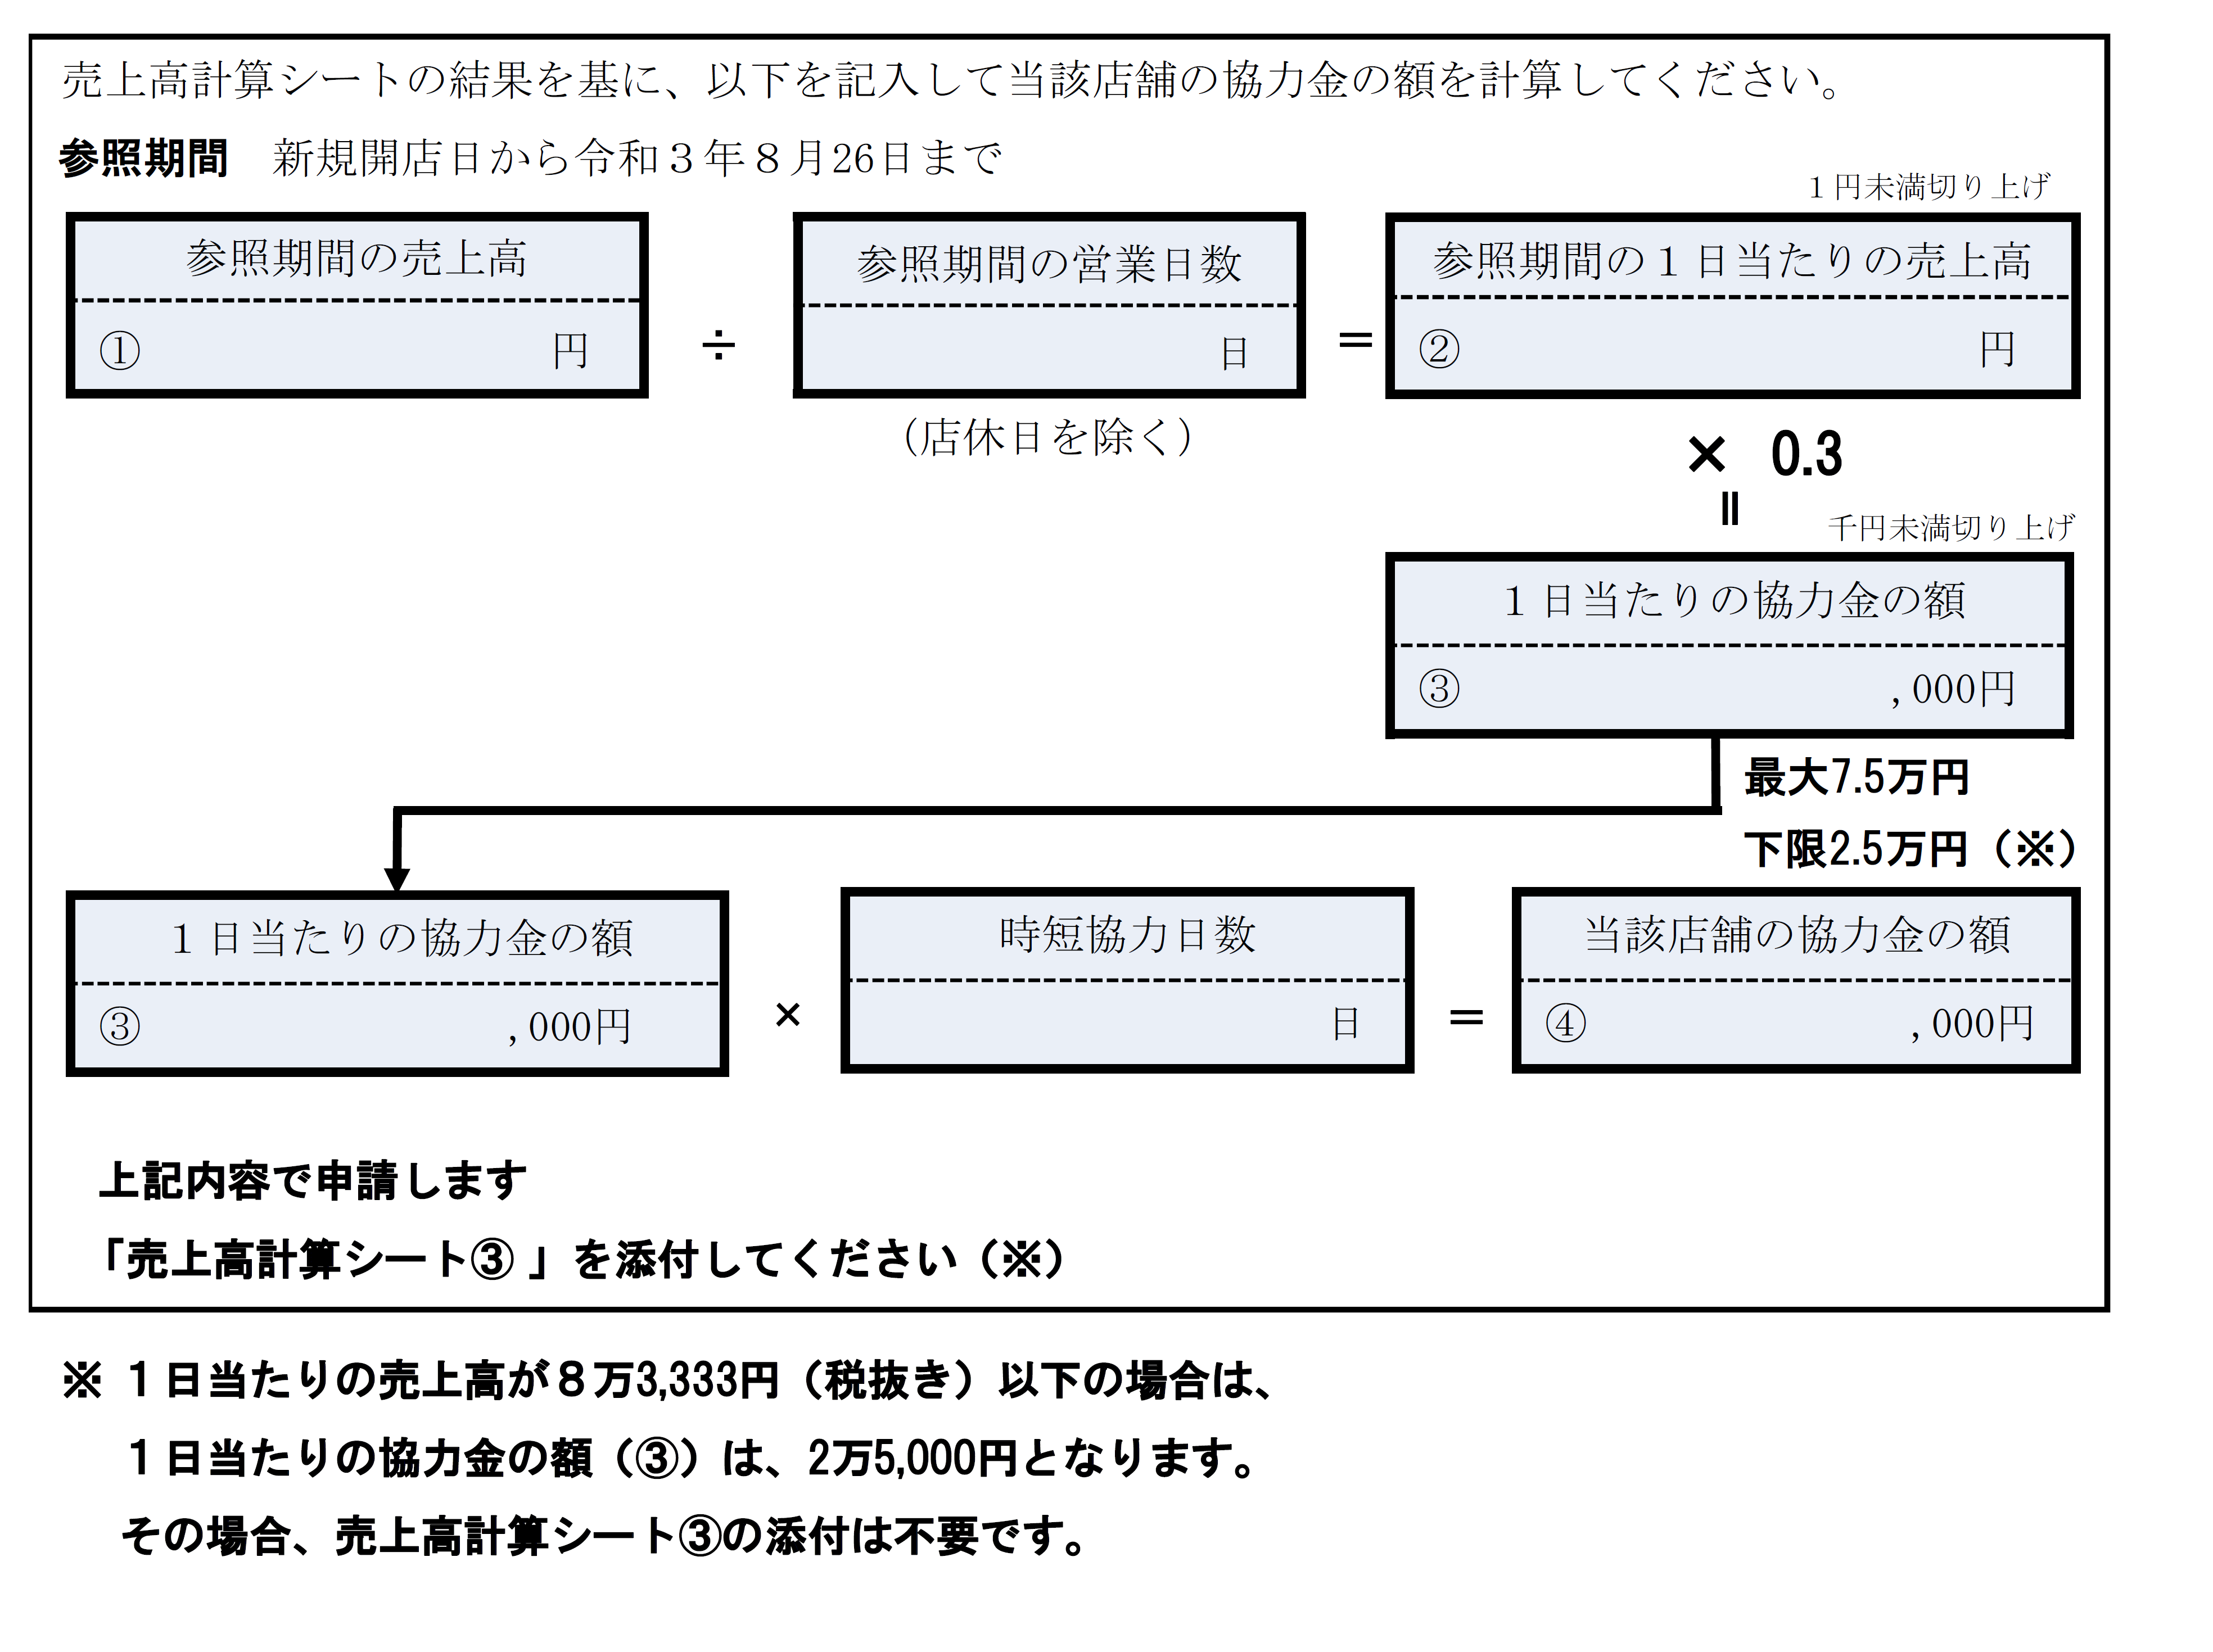 売上高計算シートの結果を基に、以下を記入して当該店舗の協力金の額を計算してください。
参照期間　新規開店日から令和３年８月26日まで
１円未満切り上げ
参照期間の売上高
① 円
÷
参照期間の営業日数
日
（店休日を除く）
＝
参照期間の１日当たりの売上高
② 円
× 0.3
＝
千円未満切り上げ
１日当たりの協力金の額
③ ,000円
最大7.5万円
下限2.5万円（※）
１日当たりの協力金の額
③ ,000円
×
時短協力日数
日
＝
当該店舗の協力金の額
④ ,000円
上記内容で申請します
「売上高計算シート③ 」を添付してください（※）
※ １日当たりの売上高が８万3,333円（税抜き）以下の場合は、
１日当たりの協力金の額（③）は、2万5,000円となります。
その場合、売上高計算シート③の添付は不要です。